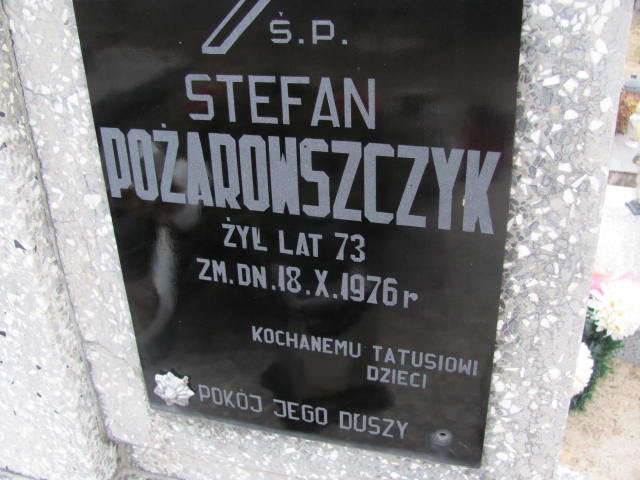 Ś.P.
STEFAN
POŻAROWSZCZYK
ŻYŁ LAT 73
ZM. DN. 18. X. 1976 r
KOCHANEMU TATUSIOWI
DZIECI
POKÓJ JEGO DUSZY